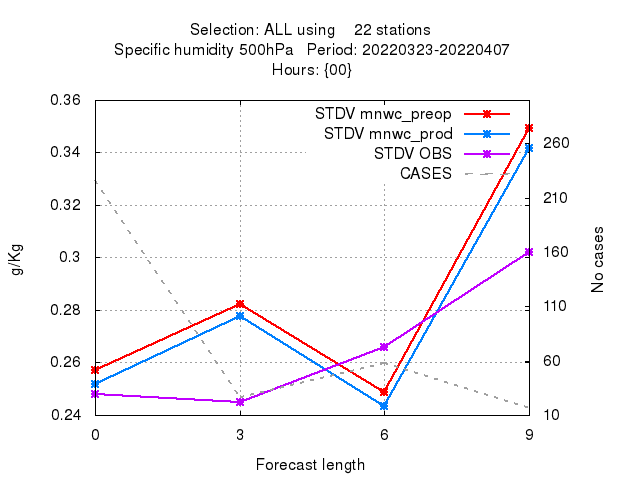 Selection: ALL using    22 stations
Specific humidity 500hPa   Period: 20220323-20220407
Hours: {00}
STDV mnwc_preop
STDV mnwc_prod
STDV OBS
CASES
0.36
0.34
0.32
0.3
0.28
0.26
0.24
g/Kg
260
210
160
110
60
10
No cases
0 3 6 9
Forecast length